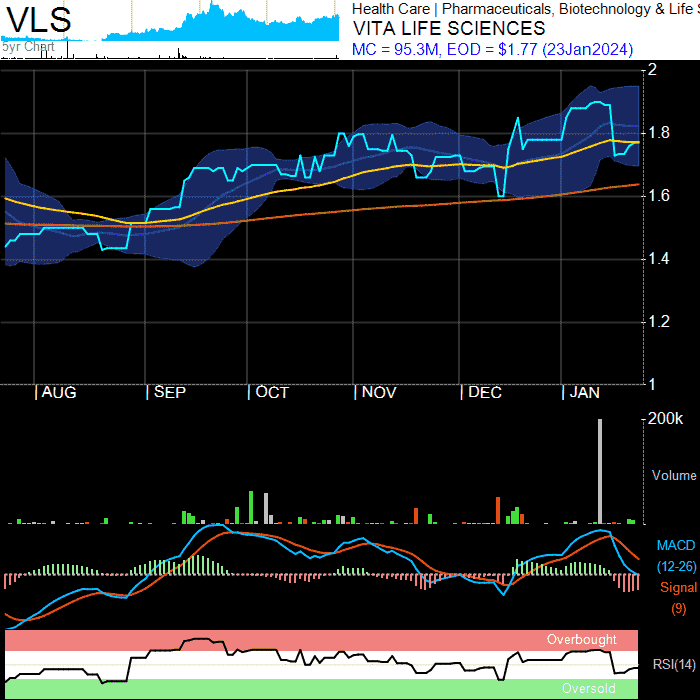 VLS
5yr Chart
Health Care | Pharmaceuticals, Biotechnology & Life S
VITA LIFE SCIENCES
MC = 95.3M, EOD = $1.77 (23Jan2024)
2
1.8
1.6
1.4
1.2
1
| AUG | SEP | OCT | NOV | DEC | JAN
200k
Volume
MACD
(12-26)
Signal
(9)
Overbought
RSI(14)
Oversold